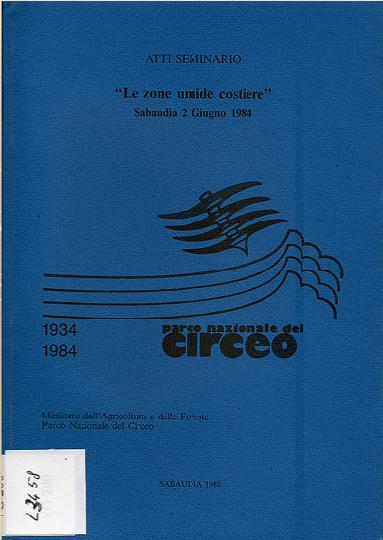 ATTI SEMINARIO
"Le zone umide costiere"
Sabaudia 2 Giugno 1984
1934
1984
parco nazionale del
circeo
Ministero dell'Agricoltura e delle Foreste
Parco Nazionale del Circeo
SABAUDIA 1986